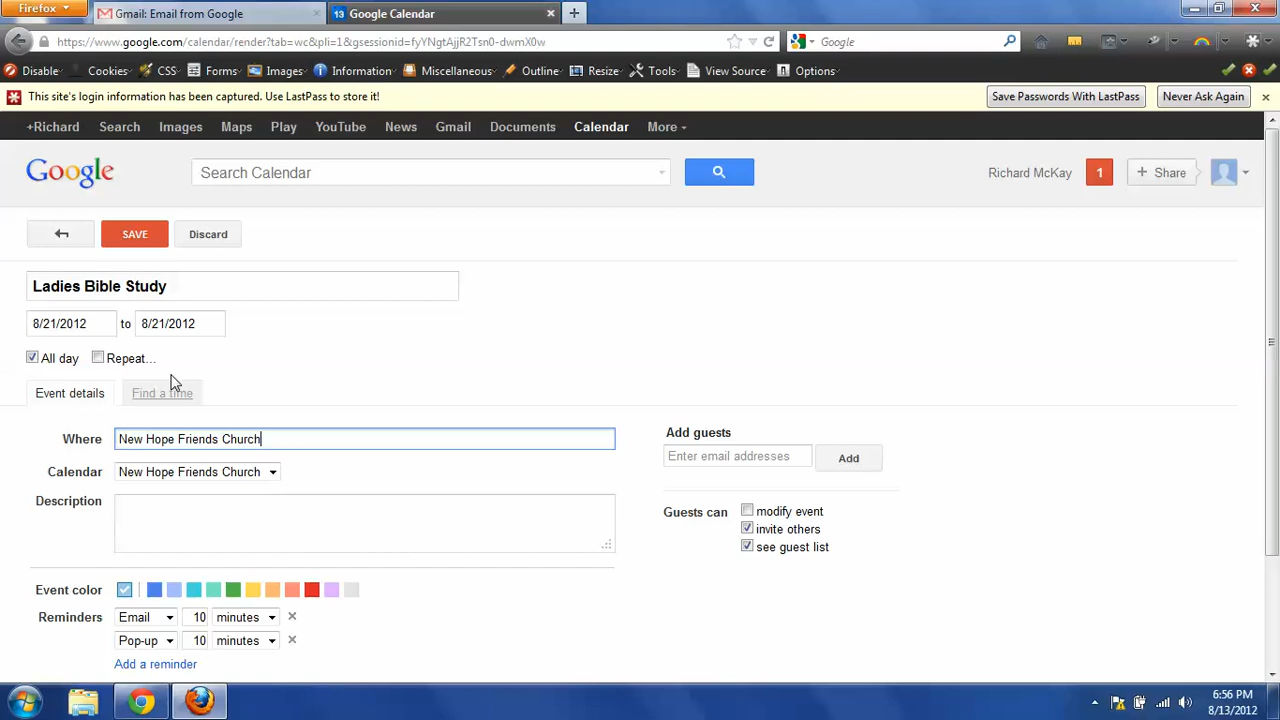 Firefox
Gmail: Email from Google
13 Google Calendar
https://www.google.com/calendar/render?tab=wc&pli=1&gsessionid=fyYNgtAjjR2Tsn0-dwmX0w
Google
Disable Cookies CSS Forms Images Information Miscellaneous Outline Resize Tools View Source Options
This site's login information has been captured. Use LastPass to store it! Save Passwords With LastPass Never Ask Again
+Richard Search Images Maps Play YouTube News Gmail Documents Calendar More
Google Search Calendar Richard McKay 1 + Share
SAVE Discard
Ladies Bible Study
8/21/2012 to 8/21/2012
All day Repeat...
Event details Find a time
Where New Hope Friends Church
Calendar New Hope Friends Church
Description
Event color
Reminders Email 10 minutes
Pop-up 10 minutes
Add a reminder
Add guests
Enter email addresses Add
Guests can modify event
invite others
see guest list
6:56 PM
8/13/2012